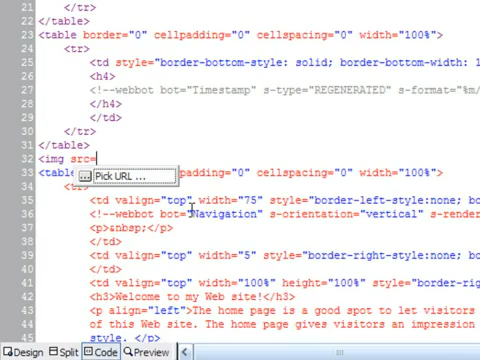 21 </tr>
22 </table>
23 <table border="0" cellpadding="0" cellspacing="0" width="100%">
24 <tr>
25 <td style="border-bottom-style: solid; border-bottom-width: 1
26 <h4>
27 <!--webbot bot="Timestamp" s-type="REGENERATED" s-format="%m/
28 </h4>
29 </td>
30 </tr>
31 </table>
32 <img src=
Pick URL ...
33 <table padding="0" cellspacing="0" width="100%">
34 <tr>
35 <td valign="top" width="75" style="border-left-style:none; bo
36 <!--webbot bot="Navigation" s-orientation="vertical" s-rende
37 <p>&nbsp;</p>
38 </td>
39 <td valign="top" width="5" style="border-right-style:none; bo
40 </td>
41 <td valign="top" width="100%" height="100%" style="border-rig
42 <h3>Welcome to my Web site!</h3>
43 <p align="left">The home page is a good spot to let visitors
44 of this Web site. The home page gives visitors an impression
45 style. </p>
Design Split Code Preview